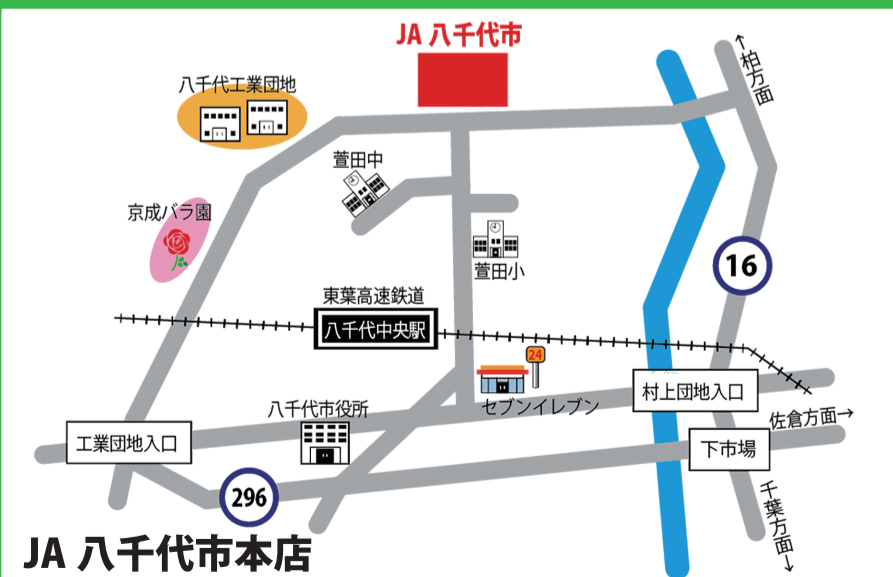 JA 八千代市
↑柏方面
八千代工業団地
萱田中
京成バラ園
萱田小
16
東葉高速鉄道
八千代中央駅
24
村上団地入口
セブンイレブン
八千代市役所
佐倉方面→
工業団地入口
下市場
296
千葉方面→
JA 八千代市本店